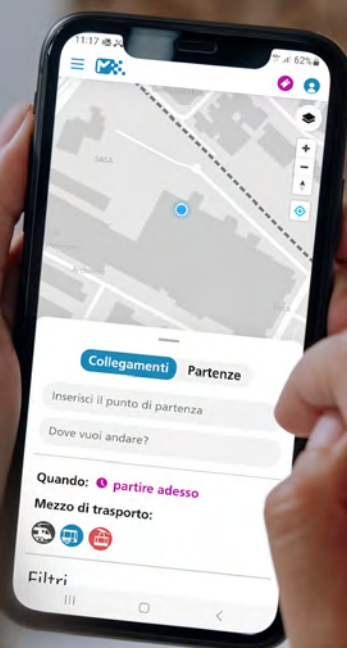 11:17
62%
SASA
Collegamenti
Partenze
Inserisci il punto di partenza
Dove vuoi andare?
Quando: partire adesso
Mezzo di trasporto:
Filtri